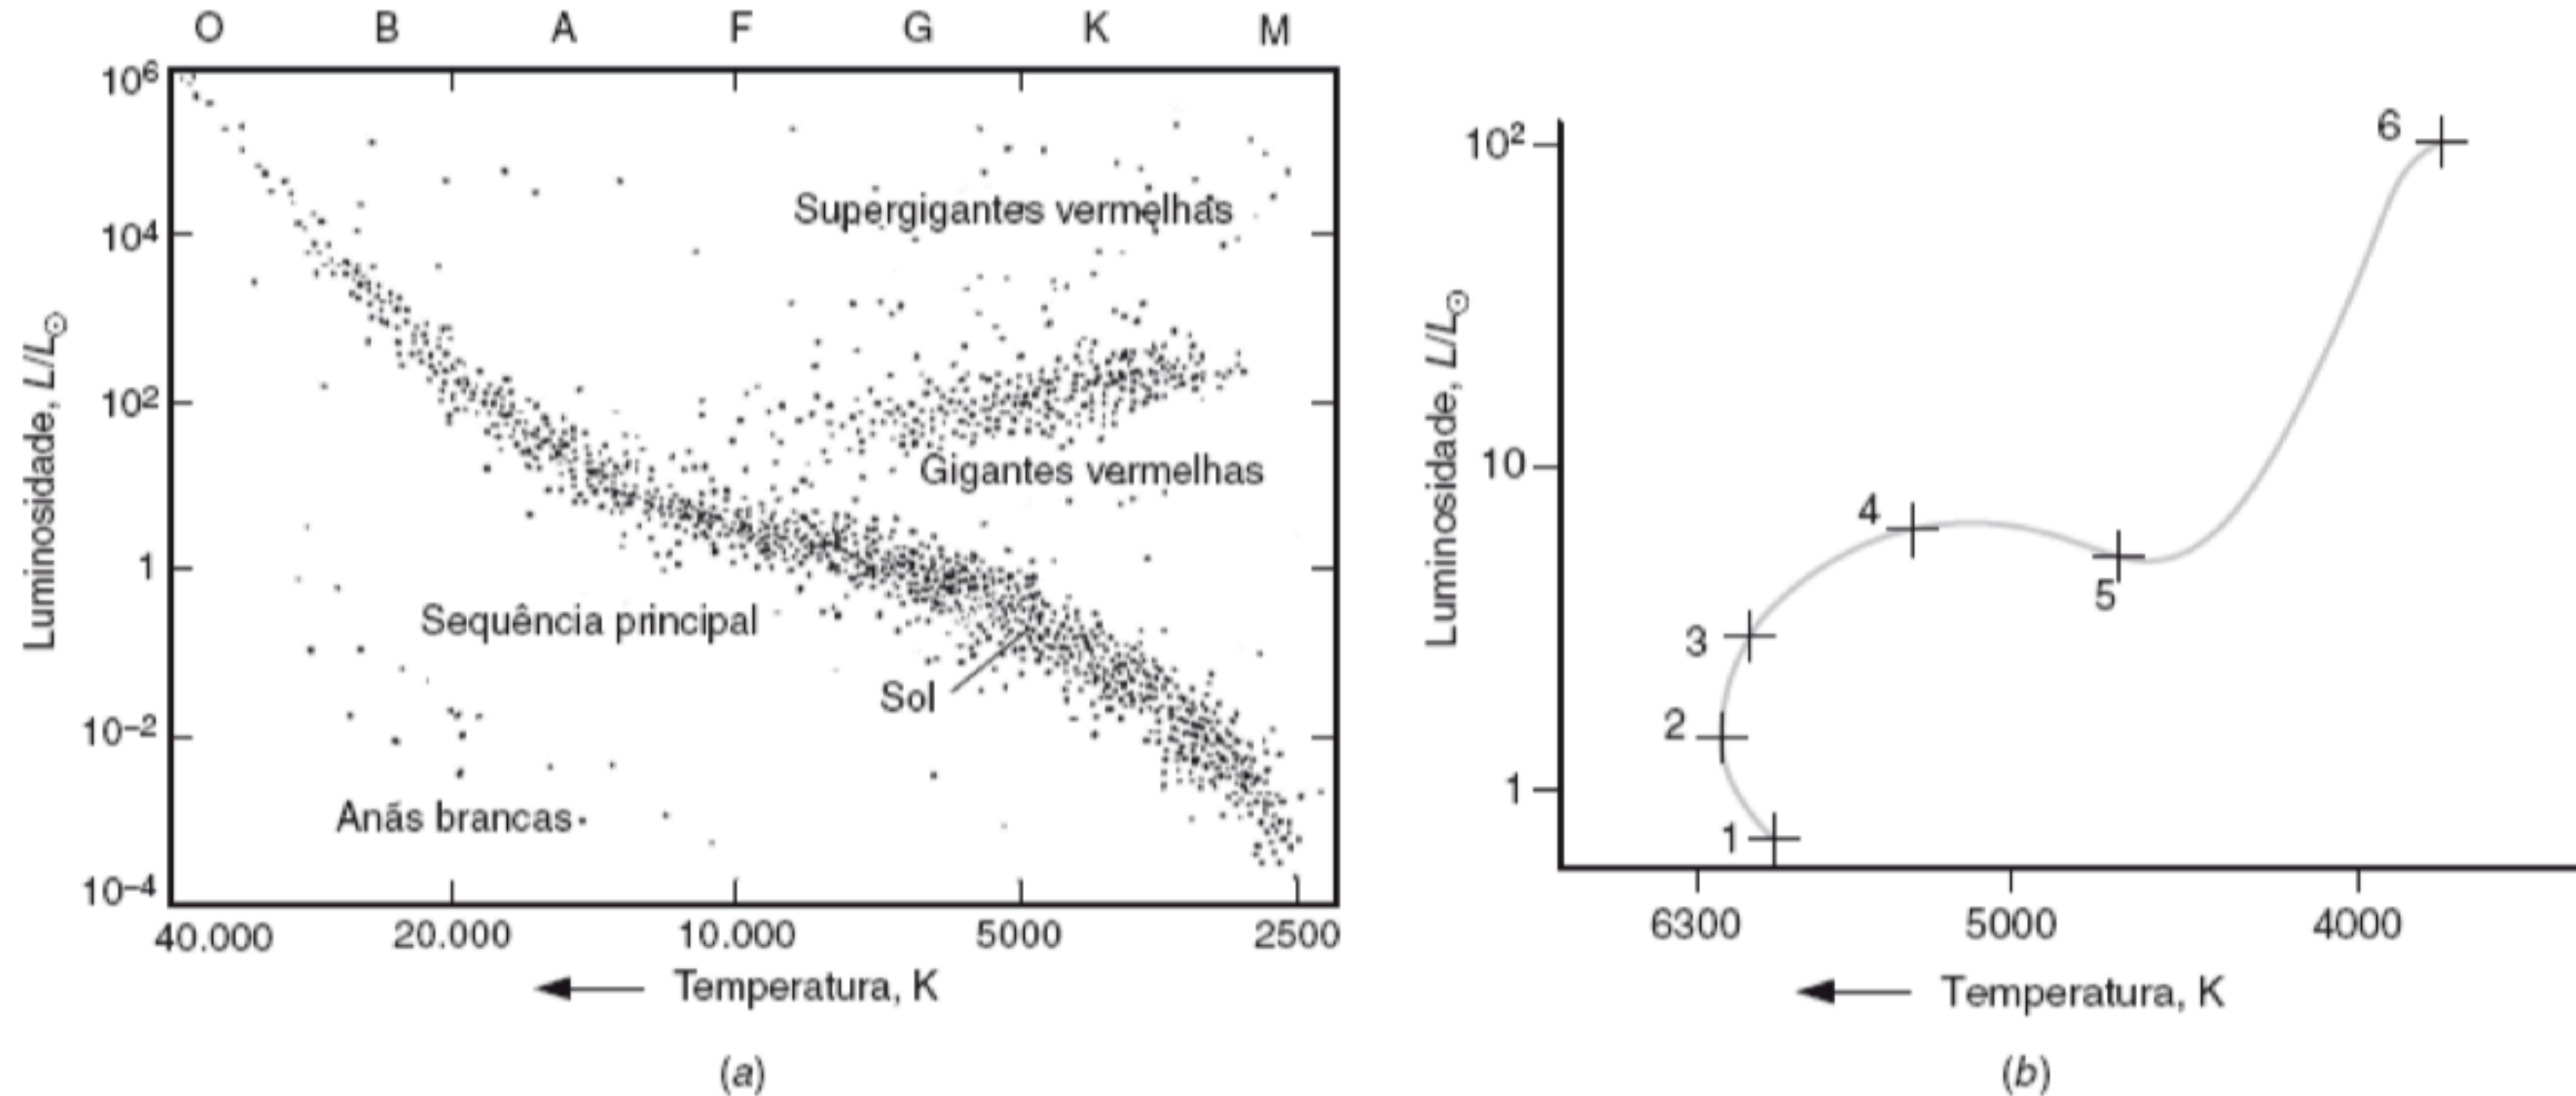 O B A F G K M
10⁶
10⁴
10²
1
10⁻²
10⁻⁴
Luminosidade, L/L☉
Supergigantes vermelhas
Gigantes vermelhas
Sequência principal
Sol
Anãs brancas
40.000 20.000 10.000 5000 2500
Temperatura, K
(a)
10²
10
1
Luminosidade, L/L☉
6
4
5
3
2
1
6300 5000 4000
Temperatura, K
(b)